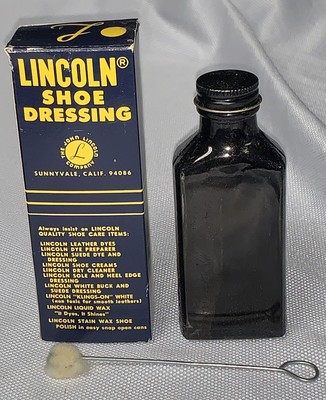 L
LINCOLN®
SHOE
DRESSING
THE JOHN LINCOLN
L
COMPANY
SUNNYVALE, CALIF. 94086
Always insist on LINCOLN
QUALITY SHOE CARE ITEMS:
LINCOLN LEATHER DYES
LINCOLN DYE PREPARER
LINCOLN SUEDE DYE AND
DRESSING
LINCOLN SHOE CREAMS
LINCOLN DRY CLEANER
LINCOLN SOLE AND HEEL EDGE
DRESSING
LINCOLN WHITE BUCK AND
SUEDE DRESSING
LINCOLN "KLINGS-ON" WHITE
(non toxic for smooth leathers)
LINCOLN LIQUID WAX
"It Dyes, It Shines"
LINCOLN STAIN WAX SHOE
POLISH in easy snap open cans